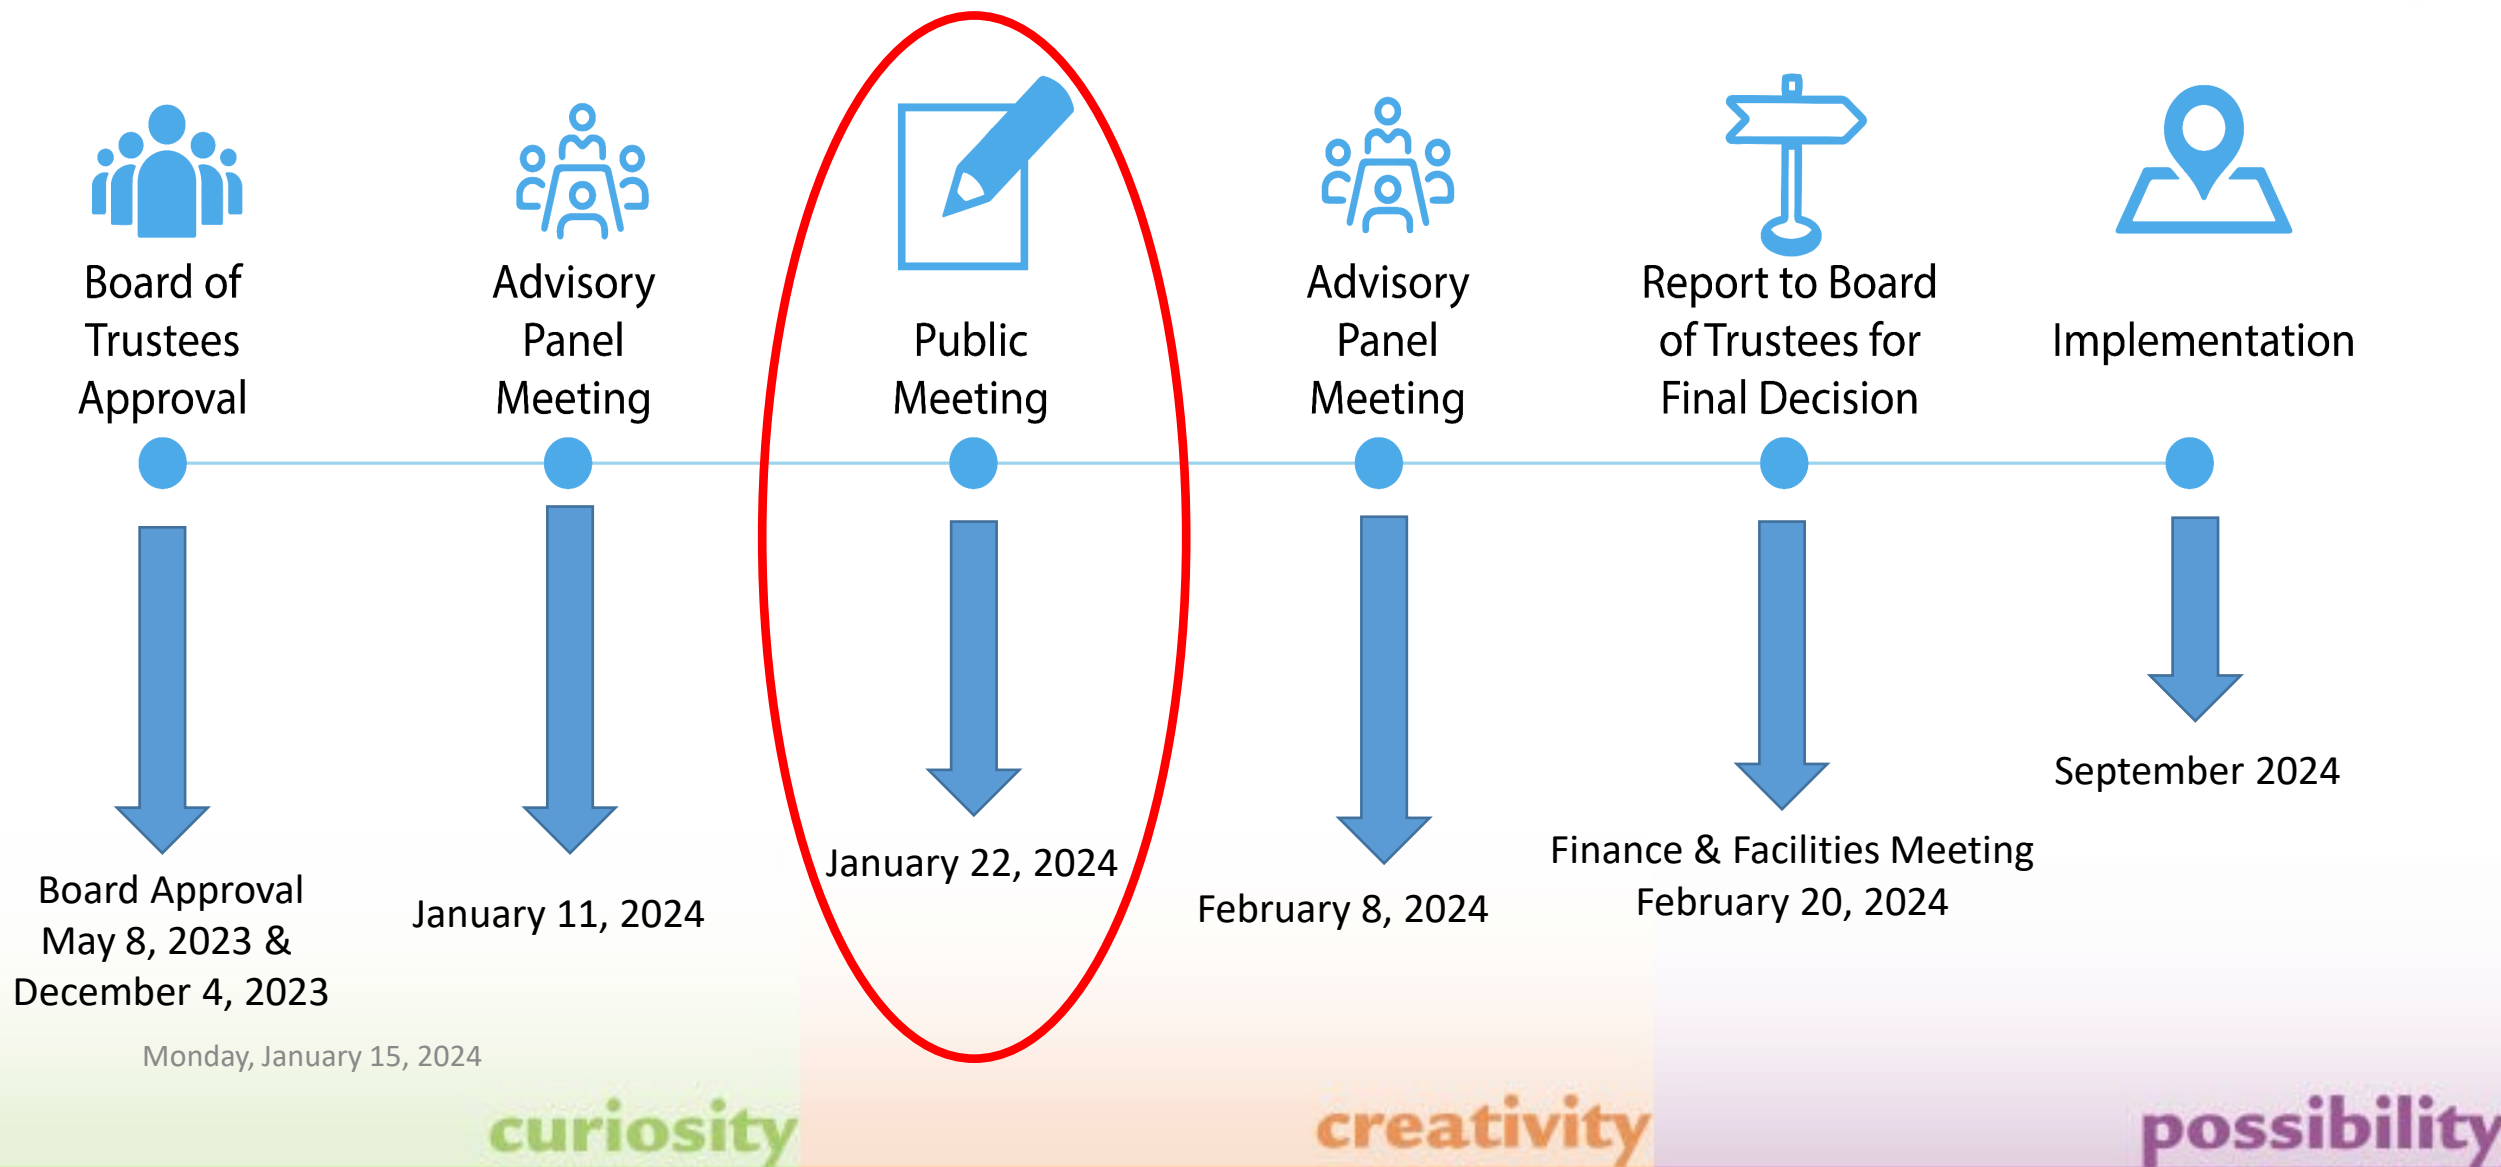 Board of
Trustees
Approval
Advisory
Panel
Meeting
Public
Meeting
Advisory
Panel
Meeting
Report to Board
of Trustees for
Final Decision
Implementation
Board Approval
May 8, 2023 &
December 4, 2023
January 11, 2024
January 22, 2024
February 8, 2024
Finance & Facilities Meeting
February 20, 2024
September 2024
Monday, January 15, 2024
curiosity
creativity
possibility